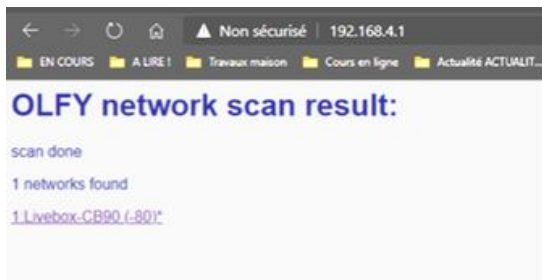 Non sécurisé | 192.168.4.1
EN COURS A LIRE ! Travaux maison Cours en ligne Actualité ACTUALIT...
OLFY network scan result:
scan done
1 networks found
1.Livebox-CB90 (-80)*